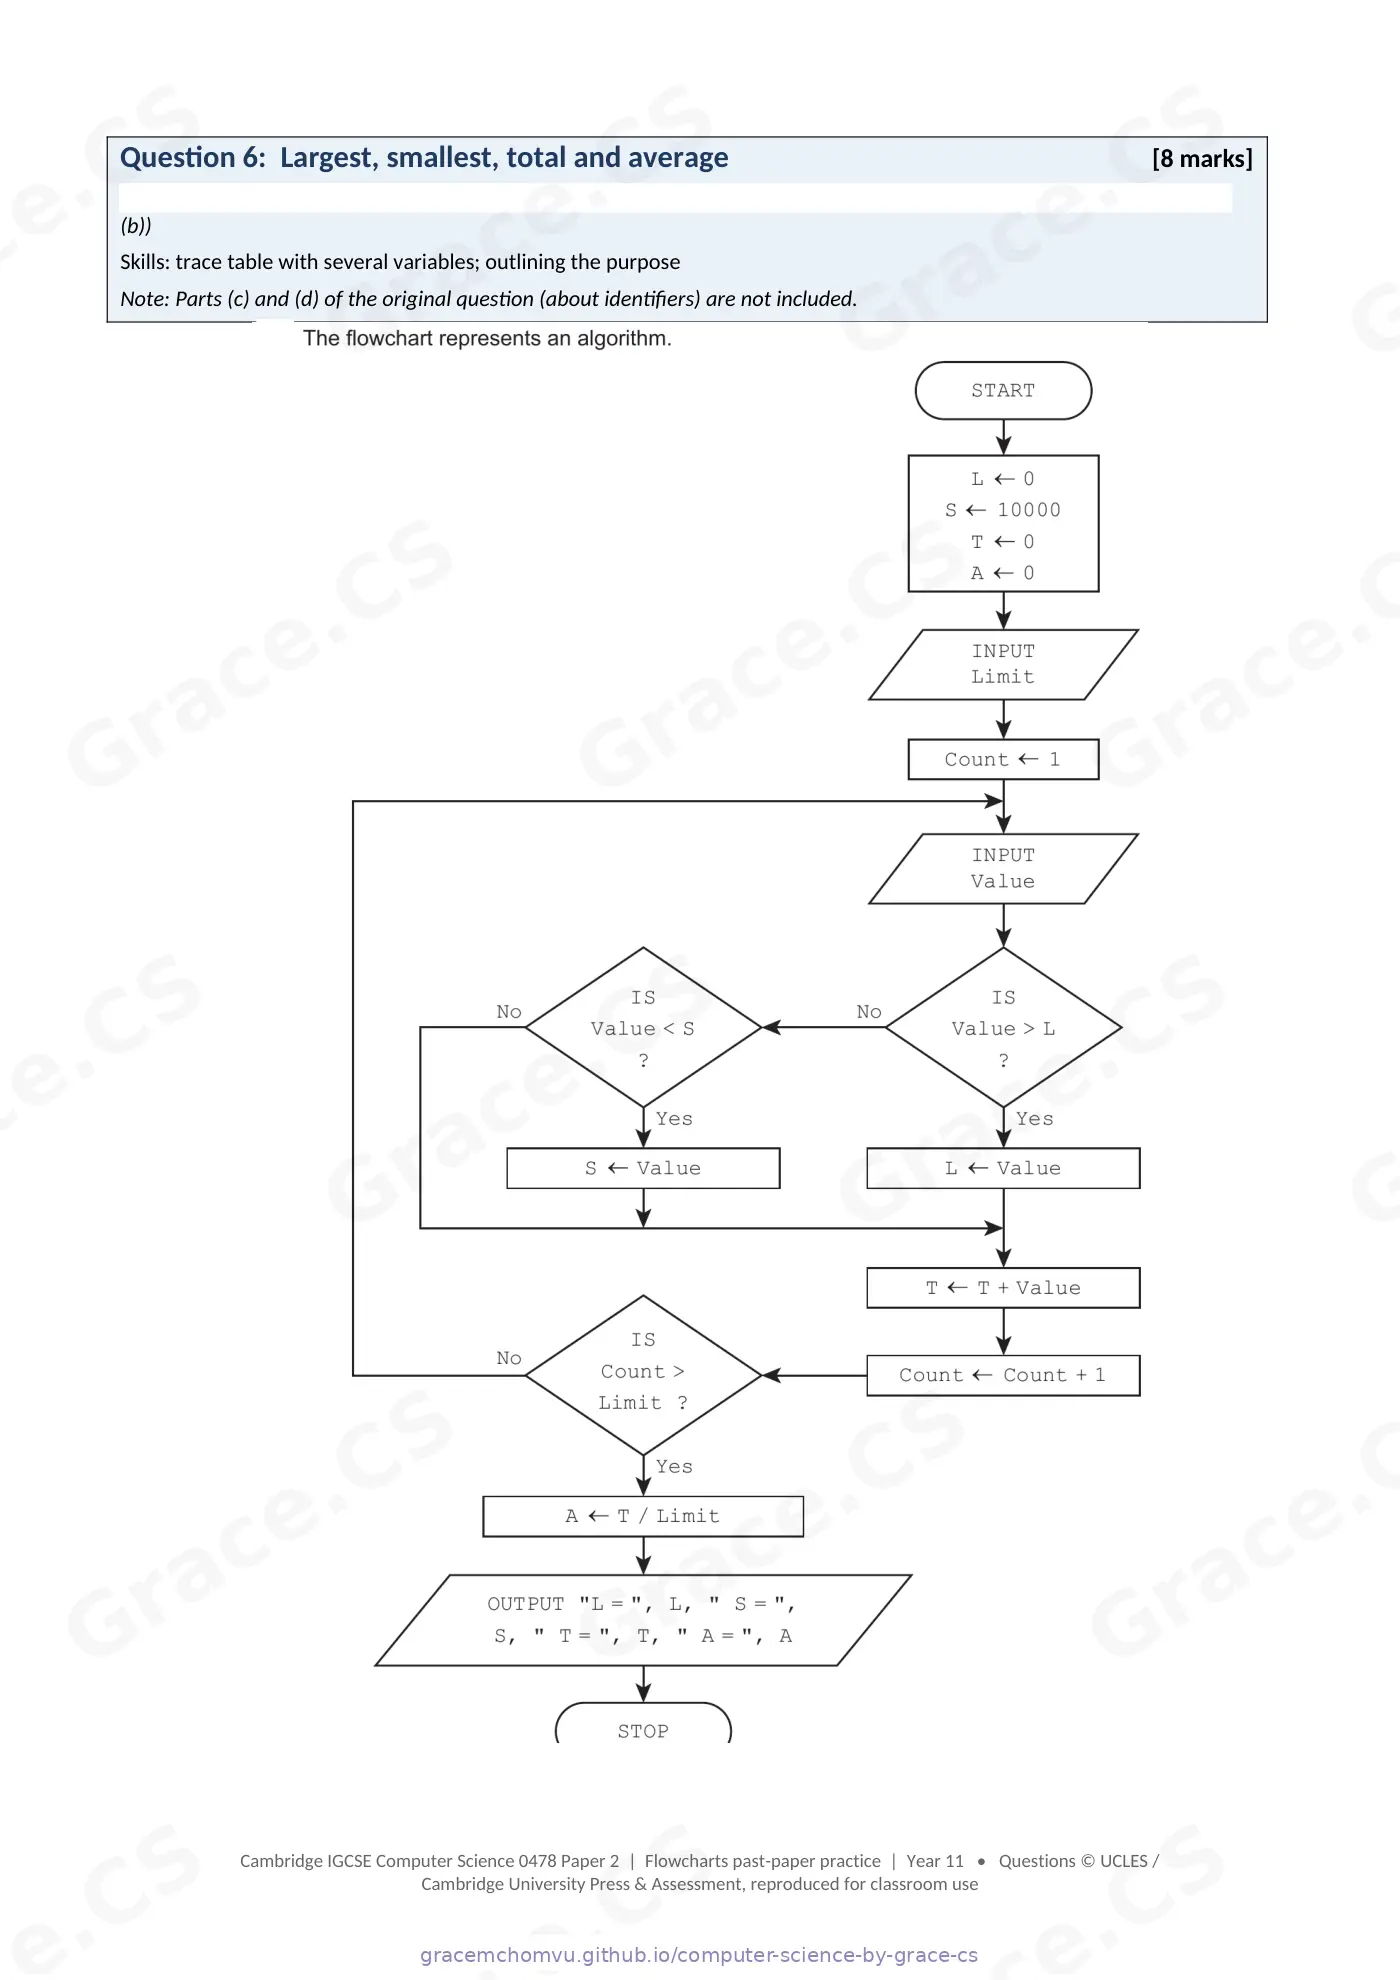 Question 6:  Largest, smallest, total and average [8 marks]
(b))
Skills: trace table with several variables; outlining the purpose
Note: Parts (c) and (d) of the original question (about identifiers) are not included.
The flowchart represents an algorithm.
START
L ← 0
S ← 10000
T ← 0
A ← 0
INPUT
Limit
Count ← 1
INPUT
Value
IS
Value > L
?
No
Yes
IS
Value < S
?
No
Yes
S ← Value
L ← Value
T ← T + Value
Count ← Count + 1
IS
Count >
Limit ?
No
Yes
A ← T / Limit
OUTPUT "L = ", L, " S = ",
S, " T = ", T, " A = ", A
STOP
Cambridge IGCSE Computer Science 0478 Paper 2 | Flowcharts past-paper practice | Year 11 • Questions © UCLES /
Cambridge University Press & Assessment, reproduced for classroom use
gracemchomvu.github.io/computer-science-by-grace-cs
Grace.CS